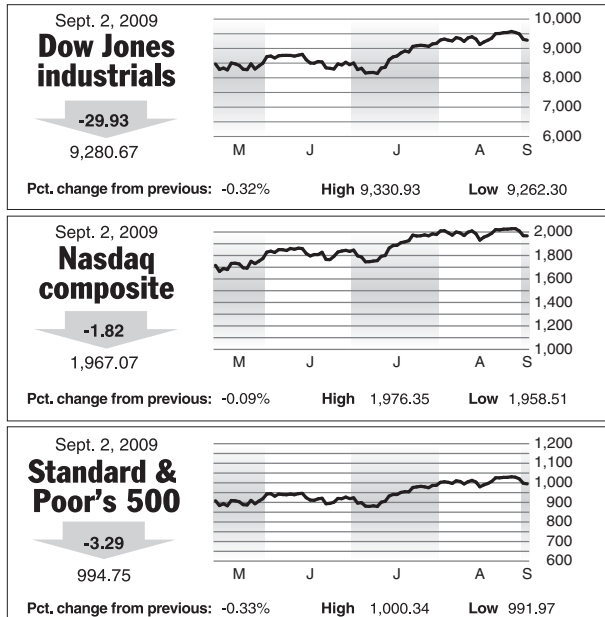 Sept. 2, 2009
Dow Jones
industrials
-29.93
9,280.67
10,000
9,000
8,000
7,000
6,000
M J J A S
Pct. change from previous: -0.32% High 9,330.93 Low 9,262.30
Sept. 2, 2009
Nasdaq
composite
-1.82
1,967.07
2,000
1,800
1,600
1,400
1,200
1,000
M J J A S
Pct. change from previous: -0.09% High 1,976.35 Low 1,958.51
Sept. 2, 2009
Standard &
Poor's 500
-3.29
994.75
1,200
1,100
1,000
900
800
700
600
M J J A S
Pct. change from previous: -0.33% High 1,000.34 Low 991.97